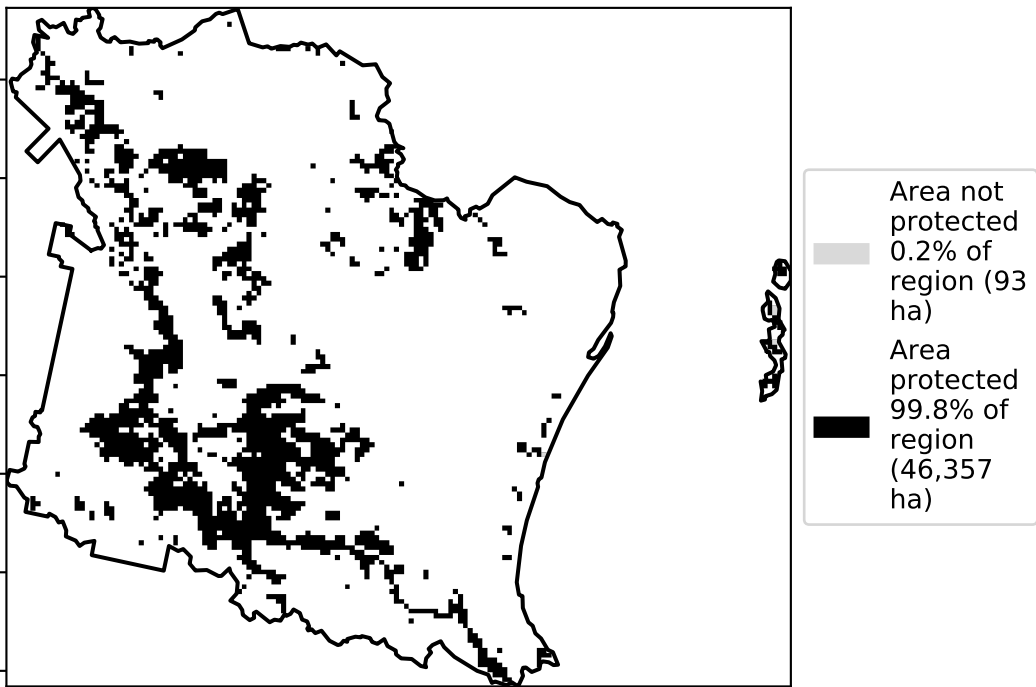 Area not
protected
0.2% of
region (93
ha)
Area
protected
99.8% of
region
(46,357
ha)